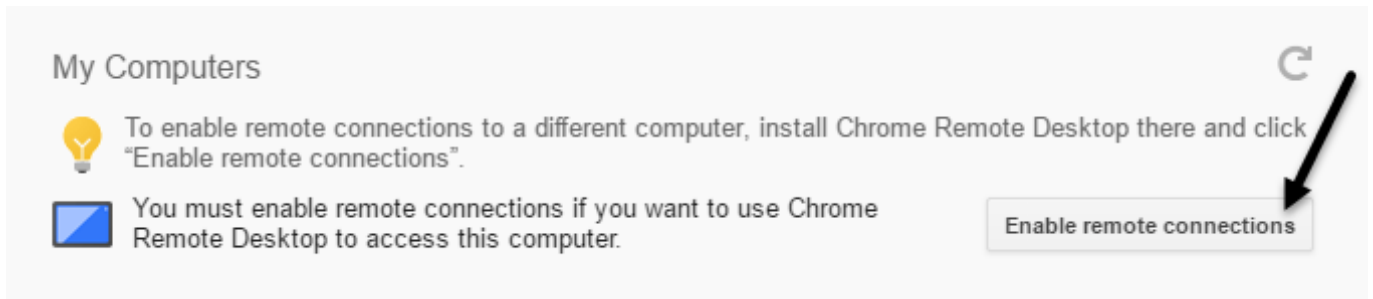 My Computers
To enable remote connections to a different computer, install Chrome Remote Desktop there and click
“Enable remote connections”.
You must enable remote connections if you want to use Chrome
Remote Desktop to access this computer.
Enable remote connections